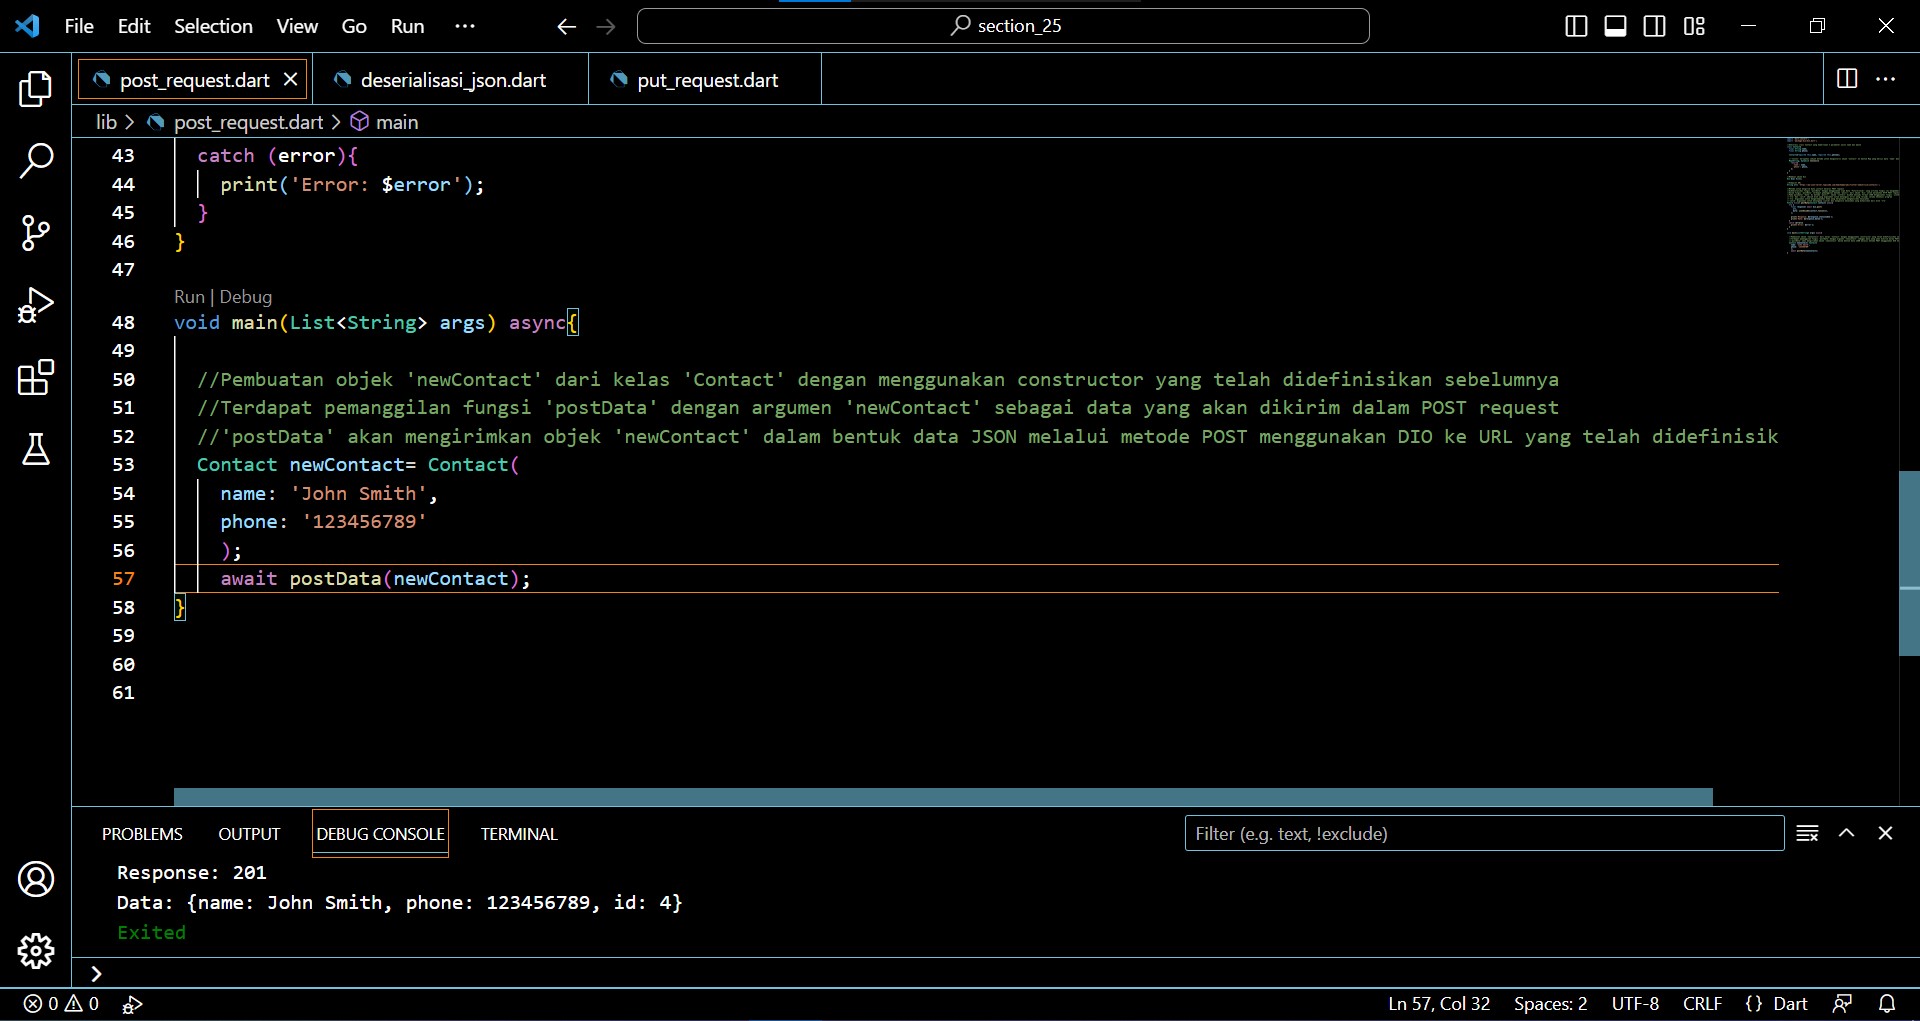 File Edit Selection View Go Run ··· section_25
post_request.dart deserialisasi_json.dart put_request.dart
lib > post_request.dart > main
43 catch (error){
44 print('Error: $error');
45 }
46 }
47
Run | Debug
48 void main(List<String> args) async{
49
50 //Pembuatan objek 'newContact' dari kelas 'Contact' dengan menggunakan constructor yang telah didefinisikan sebelumnya
51 //Terdapat pemanggilan fungsi 'postData' dengan argumen 'newContact' sebagai data yang akan dikirim dalam POST request
52 //'postData' akan mengirimkan objek 'newContact' dalam bentuk data JSON melalui metode POST menggunakan DIO ke URL yang telah didefinisik
53 Contact newContact= Contact(
54 name: 'John Smith',
55 phone: '123456789'
56 );
57 await postData(newContact);
58 }
59
60
61
PROBLEMS OUTPUT DEBUG CONSOLE TERMINAL Filter (e.g. text, !exclude)
Response: 201
Data: {name: John Smith, phone: 123456789, id: 4}
Exited
>
0 0 Ln 57, Col 32 Spaces: 2 UTF-8 CRLF {} Dart